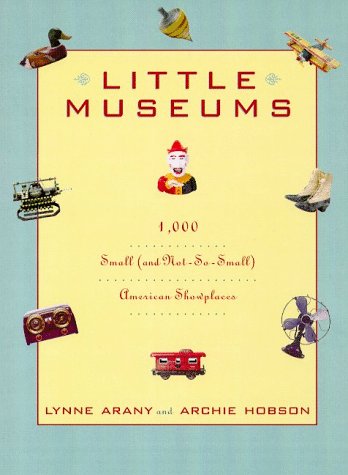 LITTLE
MUSEUMS
1,000
Small (and Not-So-Small)
American Showplaces
LYNNE ARANY and ARCHIE HOBSON